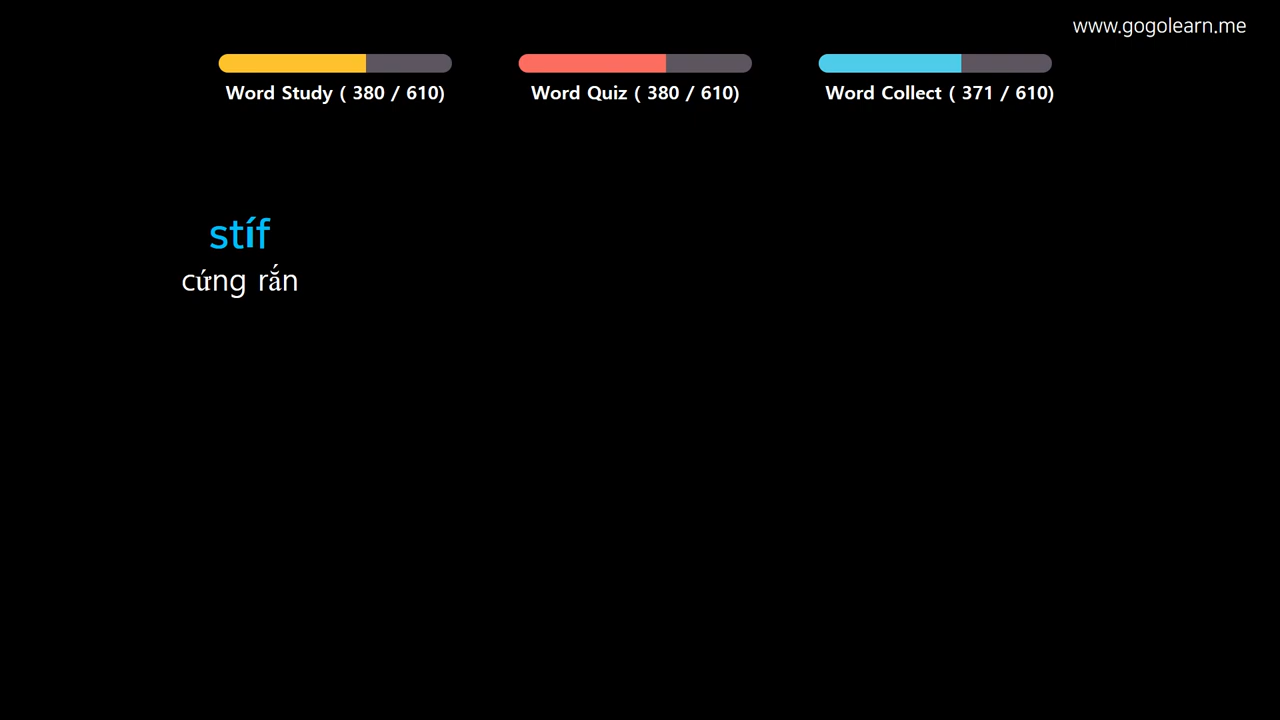 www.gogolearn.me
Word Study ( 380 / 610)
Word Quiz ( 380 / 610)
Word Collect ( 371 / 610)
stíf
cứng rắn